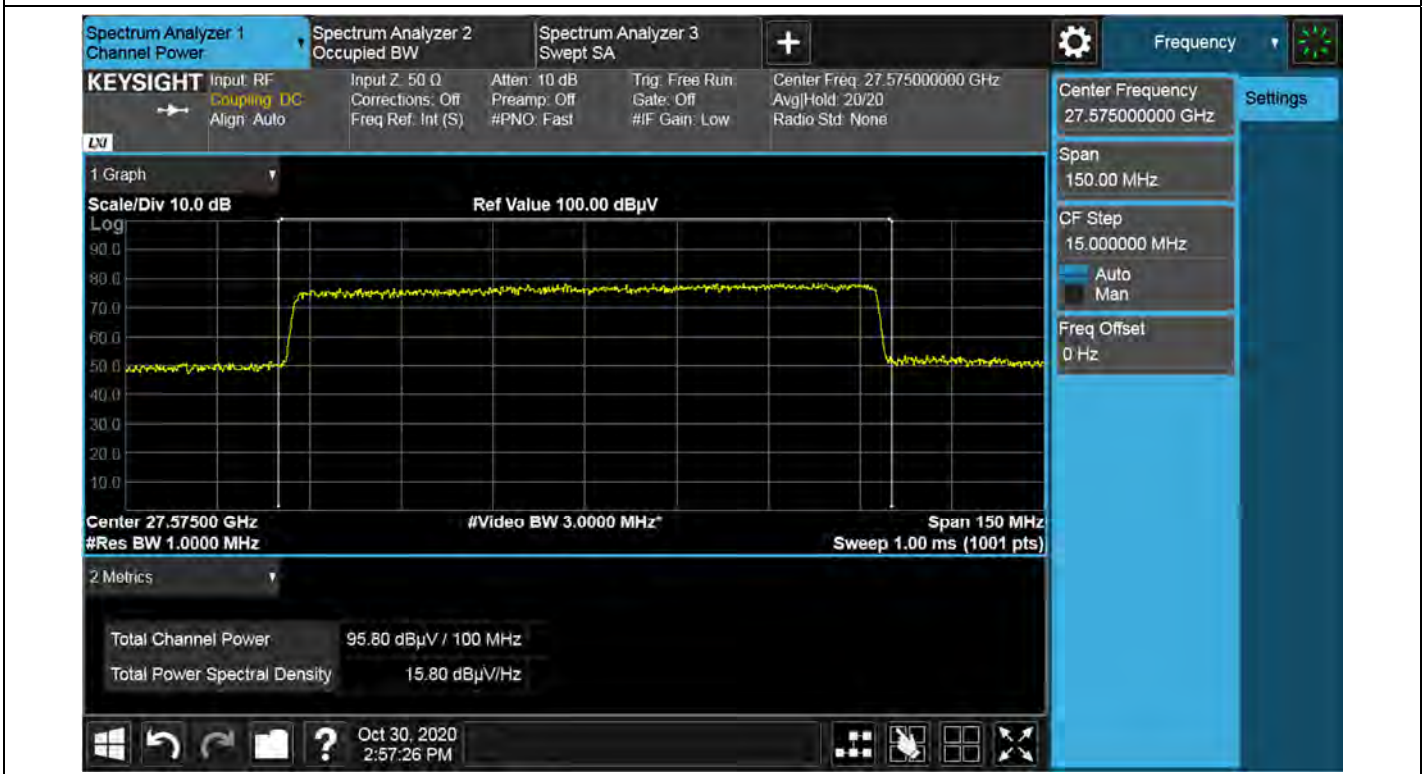 Spectrum Analyzer 1
Channel Power
Spectrum Analyzer 2
Occupied BW
Spectrum Analyzer 3
Swept SA
+
Frequency
KEYSIGHT
Input: RF
Coupling: DC
Align: Auto
Input Z: 50 Ω
Corrections: Off
Freq Ref: Int (S)
Atten: 10 dB
Preamp: Off
#PNO: Fast
Trig: Free Run
Gate: Off
#IF Gain: Low
Center Freq: 27.575000000 GHz
Avg|Hold: 20/20
Radio Std: None
LXI
Center Frequency
27.575000000 GHz
Settings
Span
150.00 MHz
CF Step
15.000000 MHz
Auto
Man
Freq Offset
0 Hz
1 Graph
Scale/Div 10.0 dB
Ref Value 100.00 dBµV
Log
90.0
80.0
70.0
60.0
50.0
40.0
30.0
20.0
10.0
Center 27.57500 GHz
#Video BW 3.0000 MHz*
Span 150 MHz
#Res BW 1.0000 MHz
Sweep 1.00 ms (1001 pts)
2 Metrics
Total Channel Power
95.80 dBµV / 100 MHz
Total Power Spectral Density
15.80 dBµV/Hz
?
Oct 30, 2020
2:57:26 PM